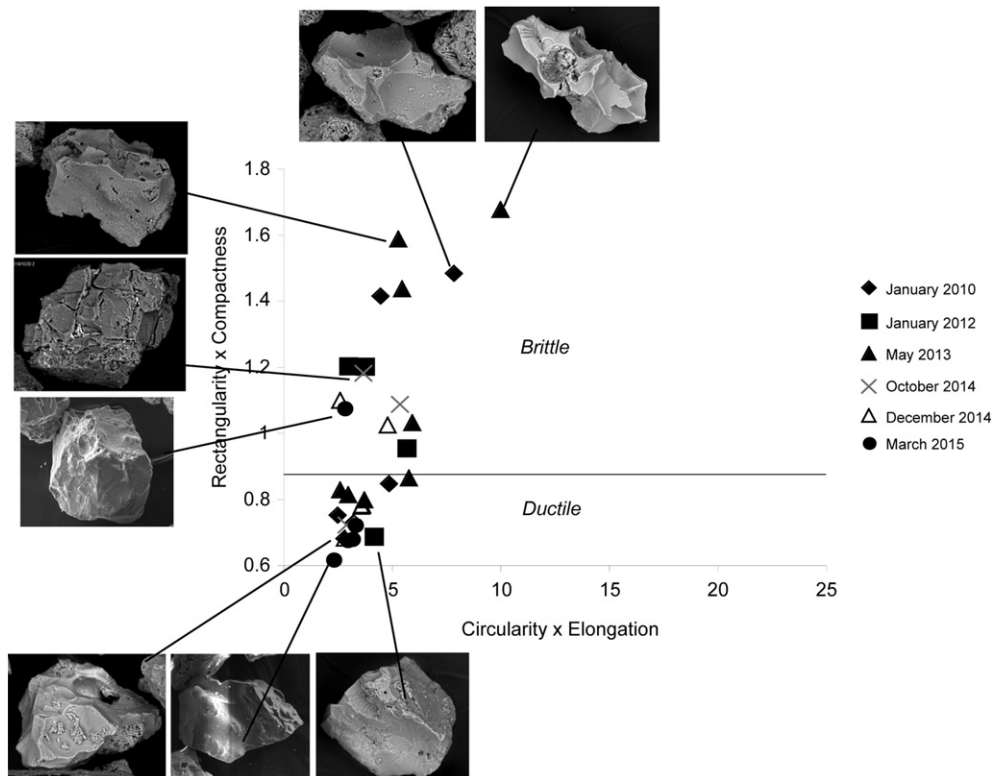 1.8
1.6
1.4
1.2
1
0.8
0.6
Rectangularity x Compactness
Brittle
Ductile
0 5 10 15 20 25
Circularity x Elongation
January 2010
January 2012
May 2013
October 2014
December 2014
March 2015